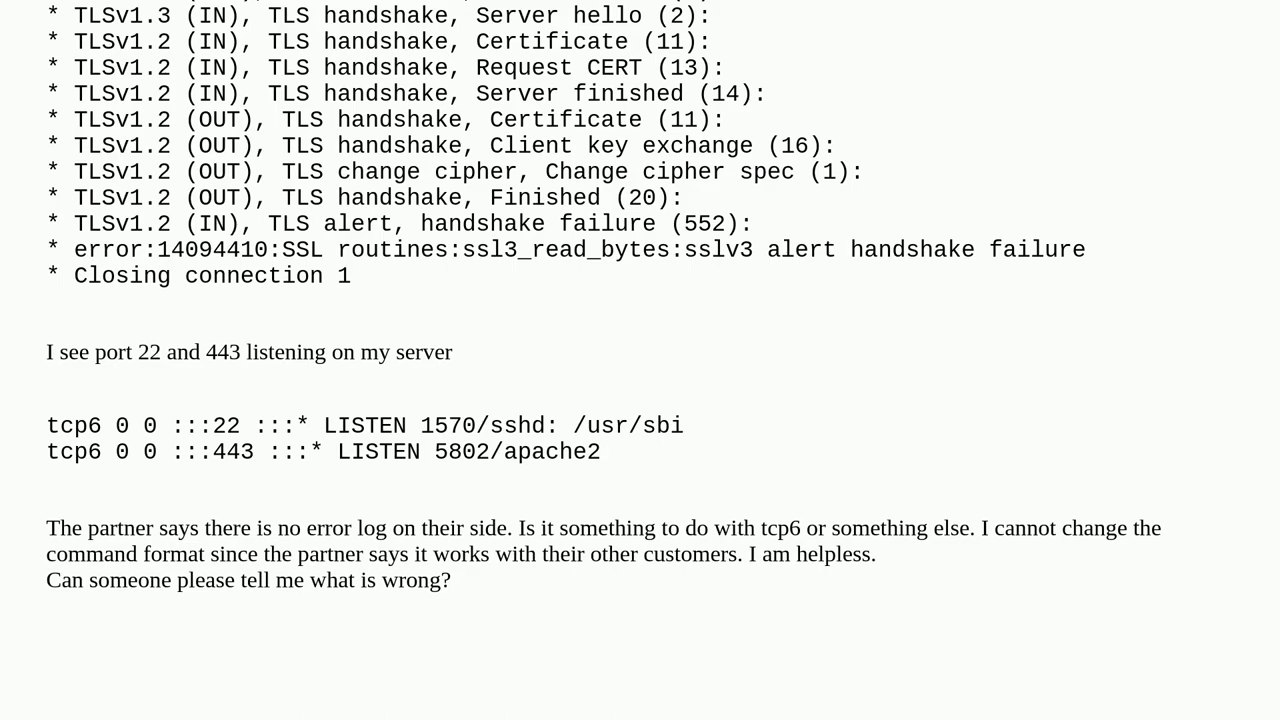 * TLSv1.3 (IN), TLS handshake, Server hello (2):
* TLSv1.2 (IN), TLS handshake, Certificate (11):
* TLSv1.2 (IN), TLS handshake, Request CERT (13):
* TLSv1.2 (IN), TLS handshake, Server finished (14):
* TLSv1.2 (OUT), TLS handshake, Certificate (11):
* TLSv1.2 (OUT), TLS handshake, Client key exchange (16):
* TLSv1.2 (OUT), TLS change cipher, Change cipher spec (1):
* TLSv1.2 (OUT), TLS handshake, Finished (20):
* TLSv1.2 (IN), TLS alert, handshake failure (552):
* error:14094410:SSL routines:ssl3_read_bytes:sslv3 alert handshake failure
* Closing connection 1
I see port 22 and 443 listening on my server
tcp6 0 0 :::22 :::* LISTEN 1570/sshd: /usr/sbi
tcp6 0 0 :::443 :::* LISTEN 5802/apache2
The partner says there is no error log on their side. Is it something to do with tcp6 or something else. I cannot change the
command format since the partner says it works with their other customers. I am helpless.
Can someone please tell me what is wrong?